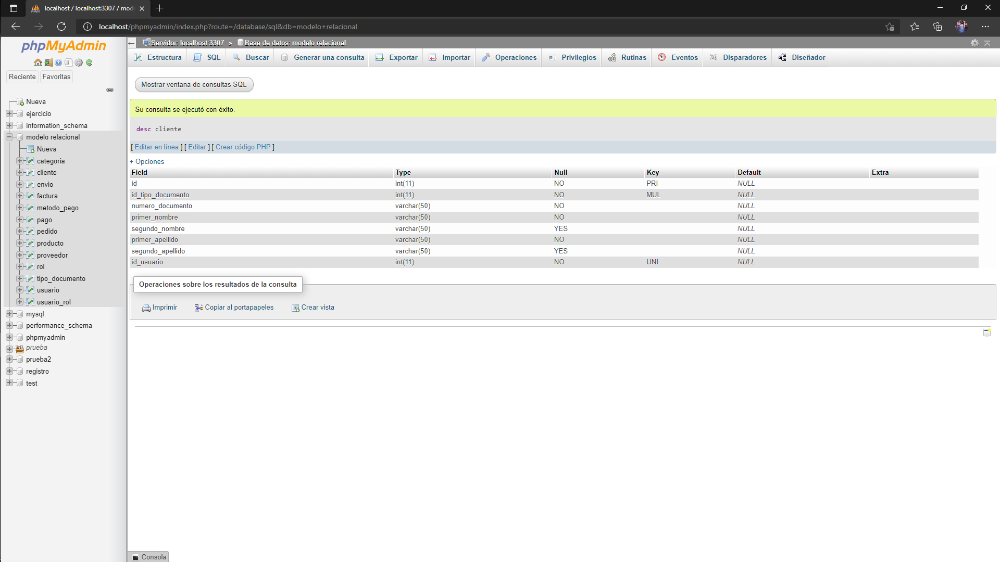 localhost / localhost:3307 / mod
localhost/phpmyadmin/index.php?route=/database/sql&db=modelo+relacional
phpMyAdmin
Reciente
Favoritas
Nueva
ejercicio
information_schema
modelo relacional
Nueva
categoria
cliente
envio
factura
metodo_pago
pago
pedido
producto
proveedor
rol
tipo_documento
usuario
usuario_rol
mysql
performance_schema
phpmyadmin
prueba
prueba2
registro
test
Servidor: localhost:3307 » Base de datos: modelo relacional
Estructura SQL Buscar Generar una consulta Exportar Importar Operaciones Privilegios Rutinas Eventos Disparadores Diseñador
Mostrar ventana de consultas SQL
Su consulta se ejecutó con éxito.
desc cliente
[ Editar en línea ] [ Editar ] [ Crear código PHP ]
+ Opciones
Field Type Null Key Default Extra
id int(11) NO PRI NULL
id_tipo_documento int(11) NO MUL NULL
numero_documento varchar(50) NO NULL
primer_nombre varchar(50) NO NULL
segundo_nombre varchar(50) YES NULL
primer_apellido varchar(50) NO NULL
segundo_apellido varchar(50) YES NULL
id_usuario int(11) NO UNI NULL
Operaciones sobre los resultados de la consulta
Imprimir Copiar al portapapeles Crear vista
Consola